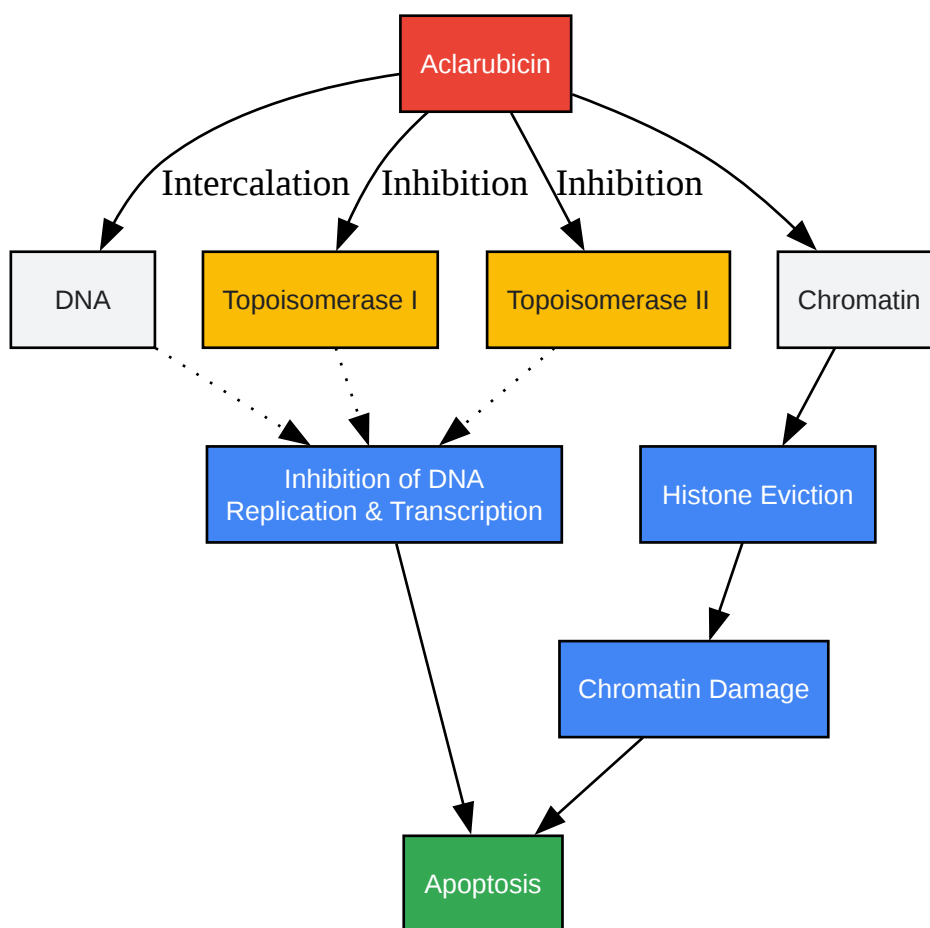 Aclarubicin
Intercalation
Inhibition
Inhibition
DNA
Topoisomerase I
Topoisomerase II
Chromatin
Inhibition of DNA
Replication & Transcription
Histone Eviction
Chromatin Damage
Apoptosis